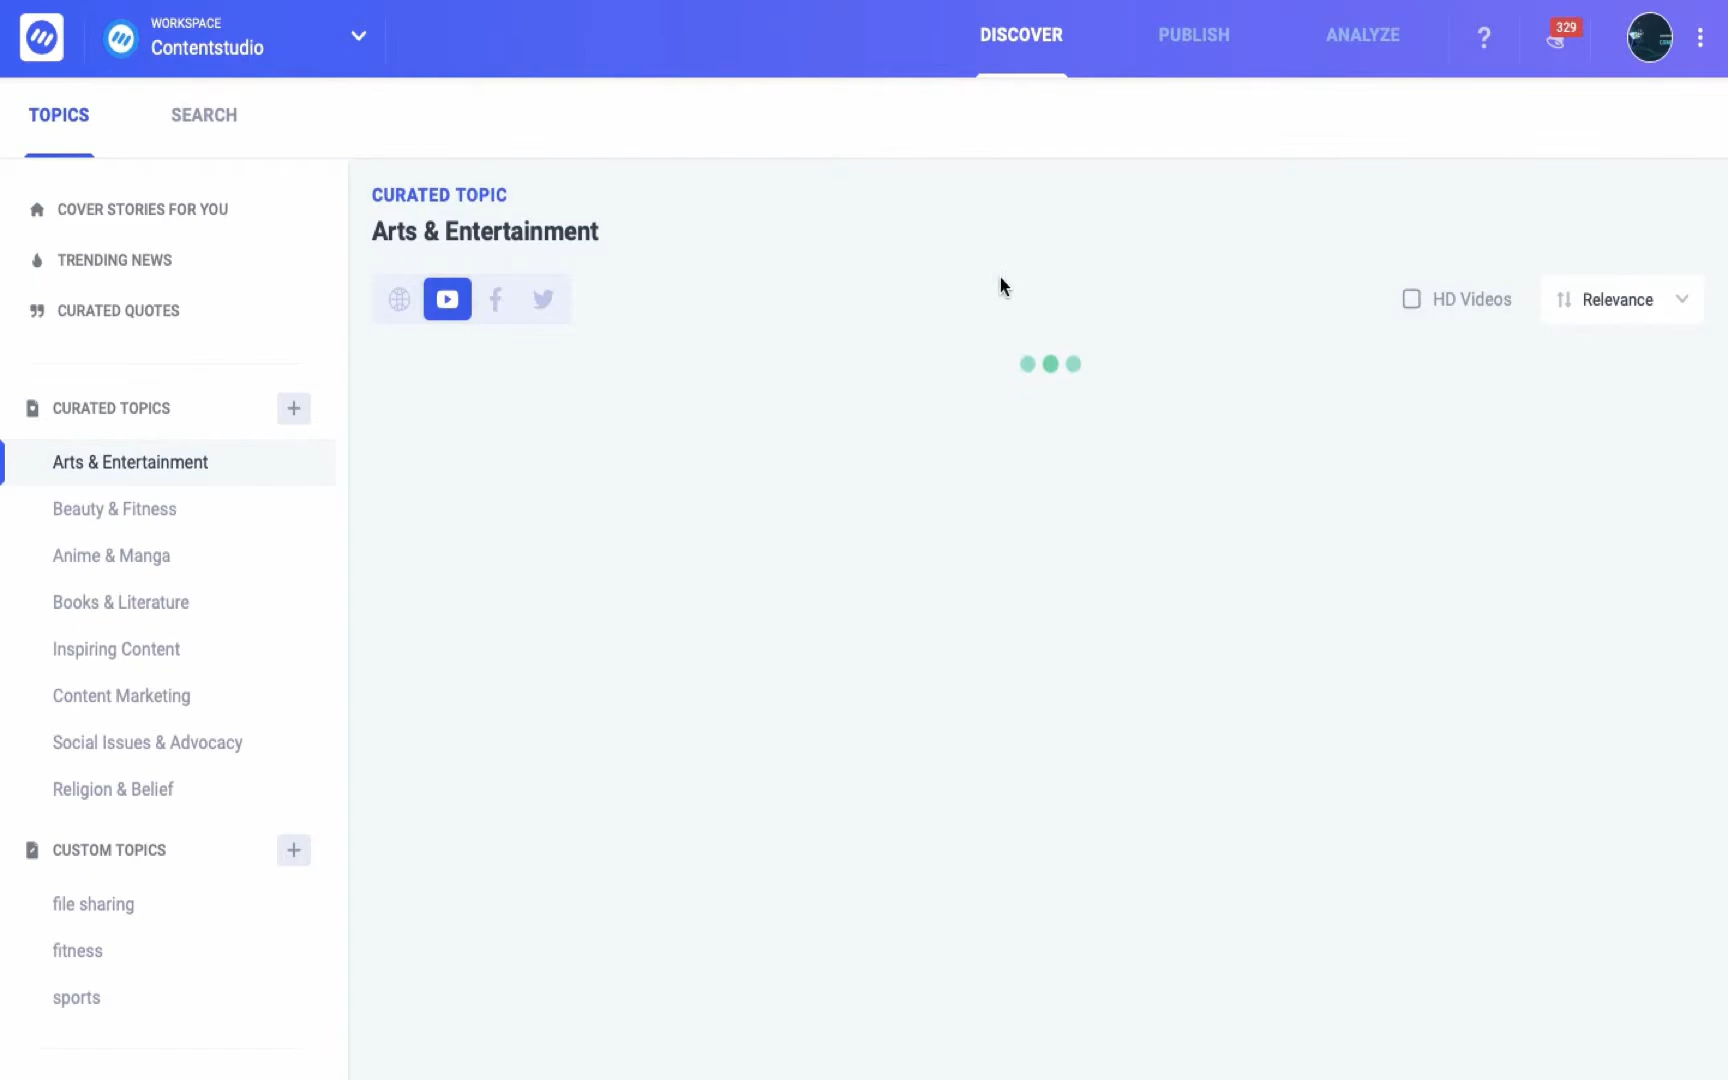 WORKSPACE
Contentstudio
DISCOVER
PUBLISH
ANALYZE
?
329
TOPICS
SEARCH
COVER STORIES FOR YOU
TRENDING NEWS
CURATED QUOTES
CURATED TOPICS
+
Arts & Entertainment
Beauty & Fitness
Anime & Manga
Books & Literature
Inspiring Content
Content Marketing
Social Issues & Advocacy
Religion & Belief
CUSTOM TOPICS
+
file sharing
fitness
sports
CURATED TOPIC
Arts & Entertainment
HD Videos
Relevance